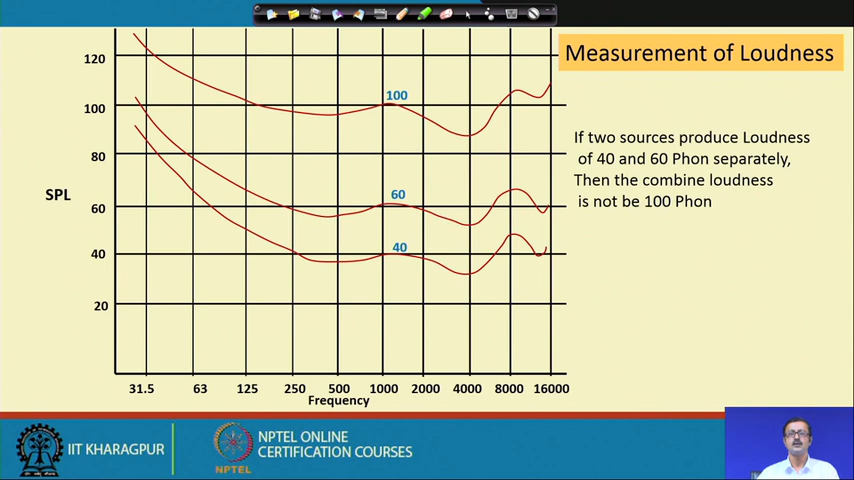 Measurement of Loudness
120
100
80
SPL
60
40
20
100
60
40
31.5 63 125 250 500 1000 2000 4000 8000 16000
Frequency
If two sources produce Loudness
of 40 and 60 Phon separately,
Then the combine loudness
is not be 100 Phon
IIT KHARAGPUR
NPTEL
NPTEL ONLINE
CERTIFICATION COURSES